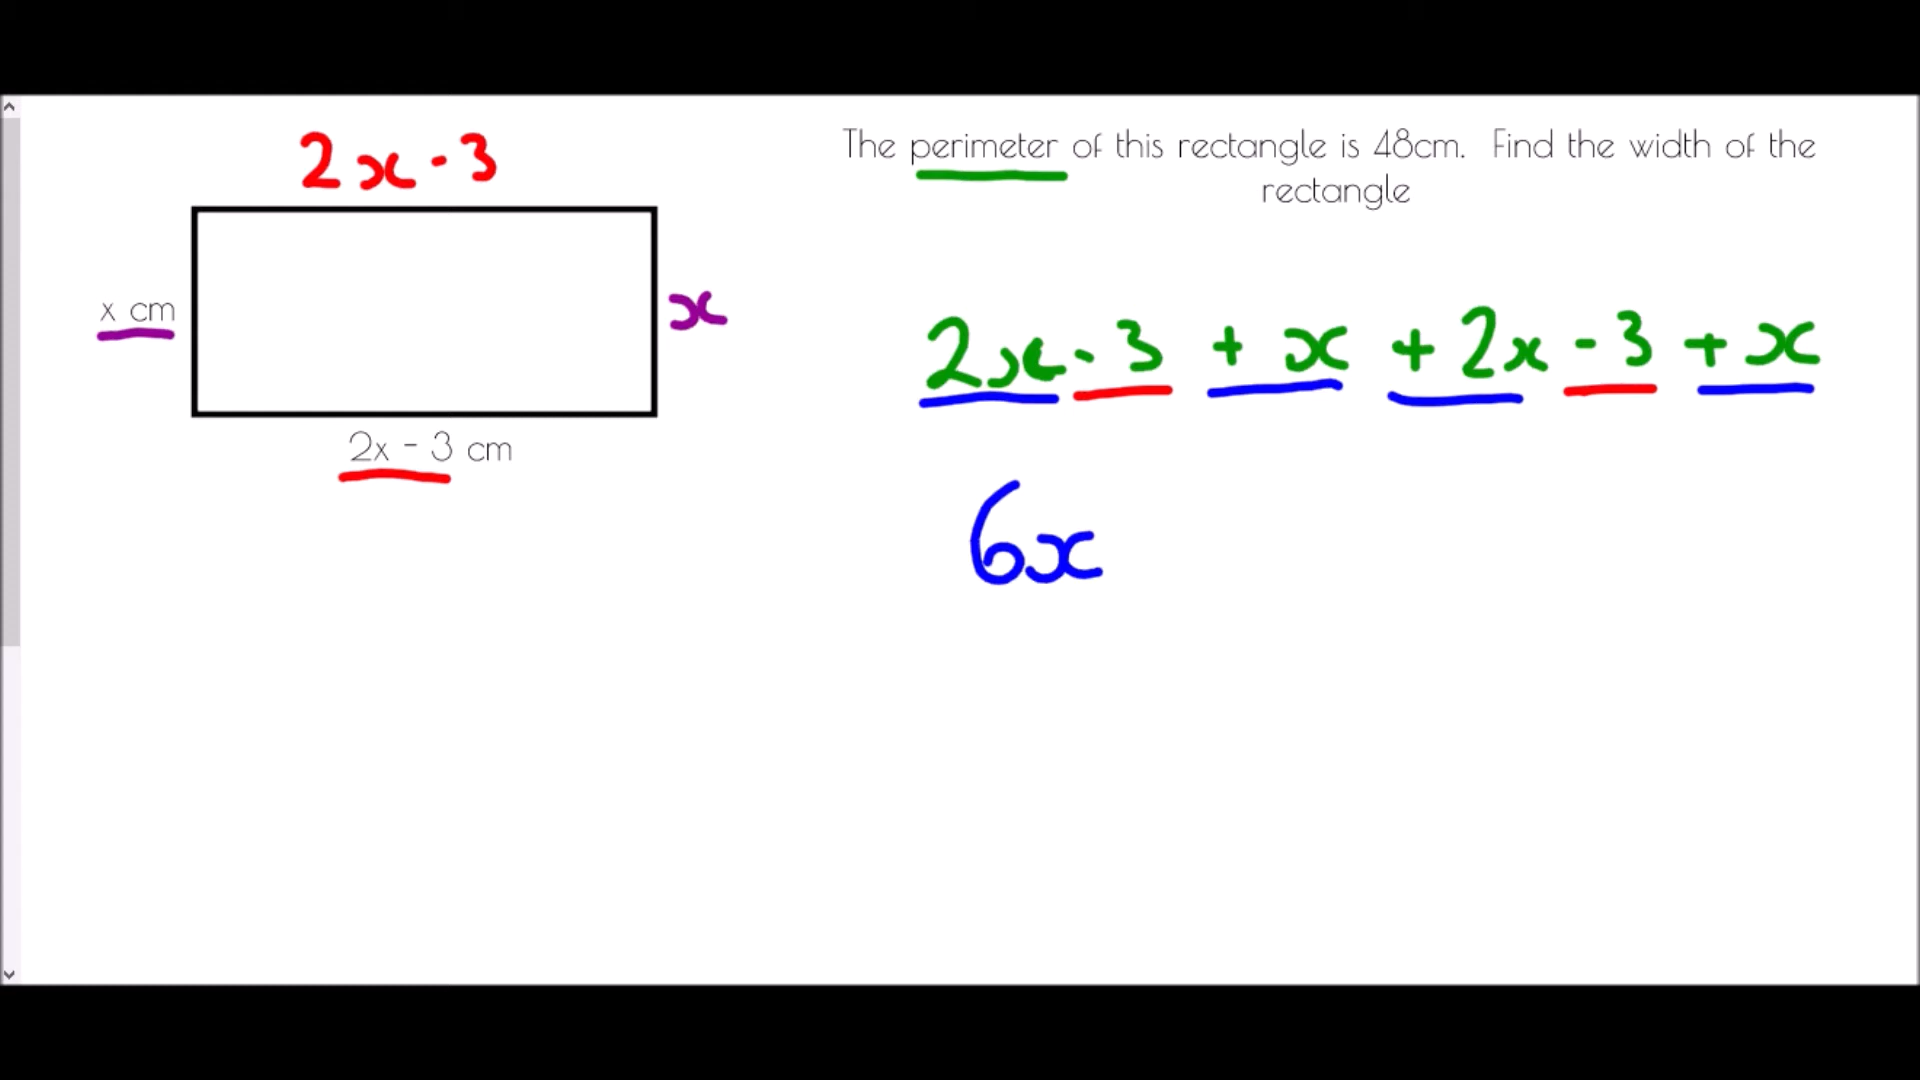 2x - 3
The perimeter of this rectangle is 48cm. Find the width of the
rectangle
x cm
x
2x - 3 + x + 2x - 3 + x
2x - 3 cm
6x